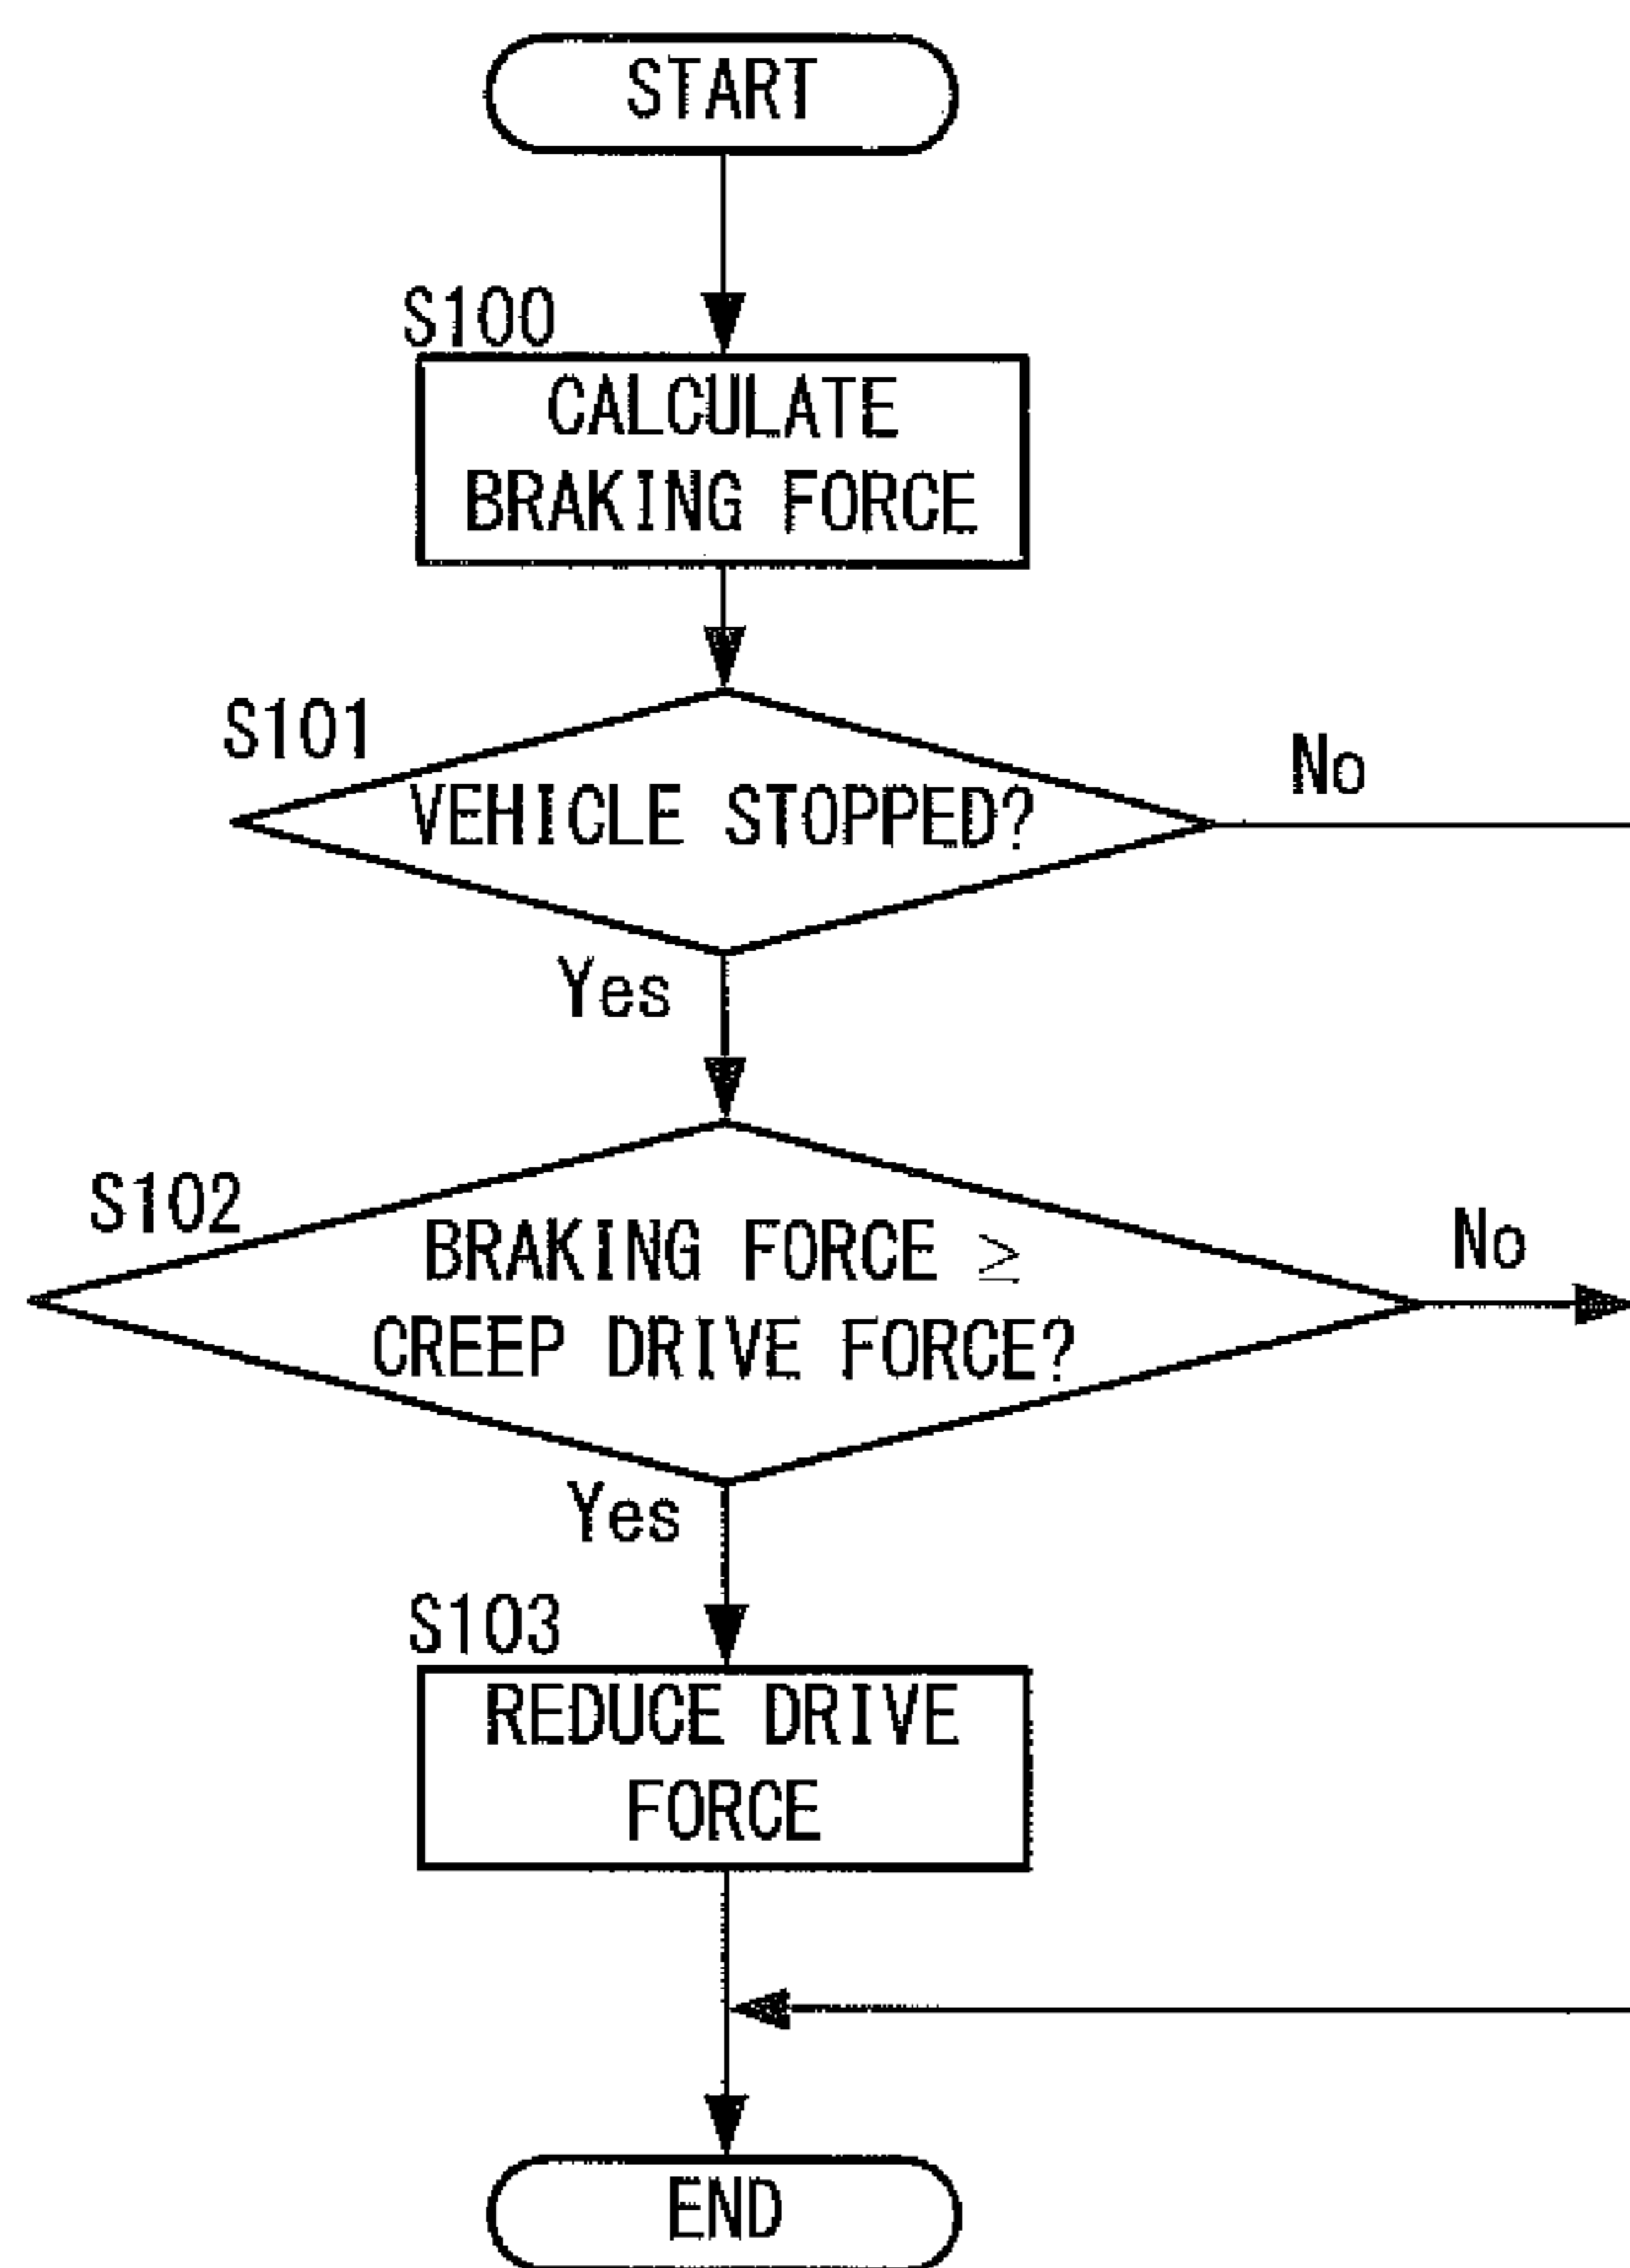 START
S100
CALCULATE
BRAKING FORCE
S101
VEHICLE STOPPED?
No
Yes
S102
BRAKING FORCE ≥
CREEP DRIVE FORCE?
No
Yes
S103
REDUCE DRIVE
FORCE
END